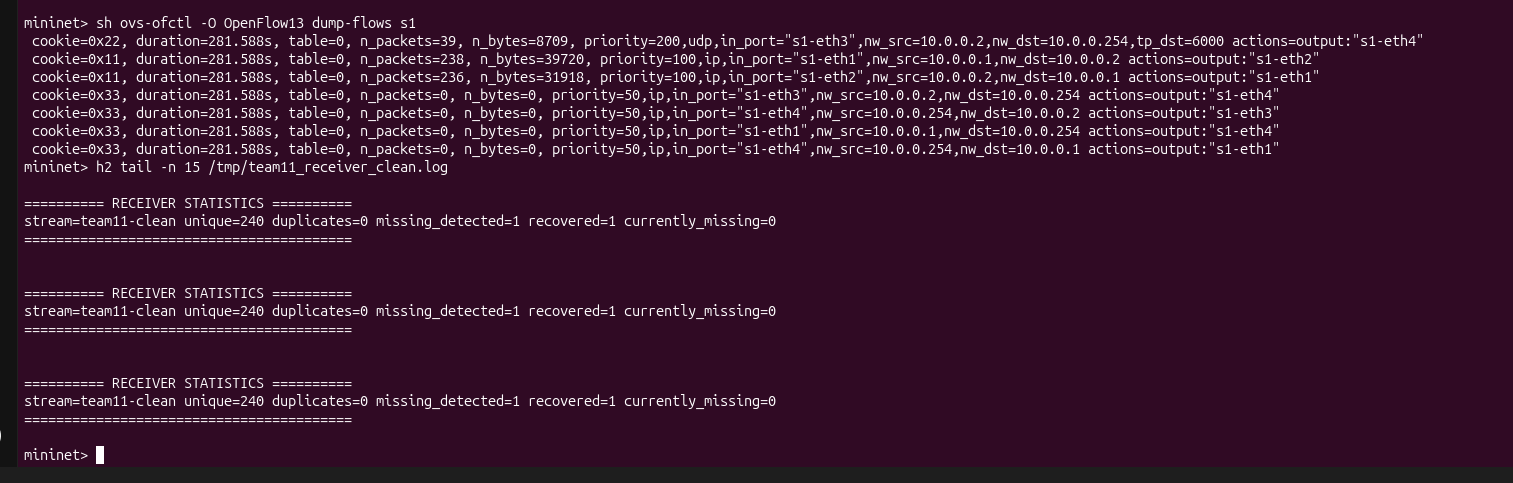 mininet> sh ovs-ofctl -O OpenFlow13 dump-flows s1
cookie=0x22, duration=281.588s, table=0, n_packets=39, n_bytes=8709, priority=200,udp,in_port="s1-eth3",nw_src=10.0.0.2,nw_dst=10.0.0.254,tp_dst=6000 actions=output:"s1-eth4"
cookie=0x11, duration=281.588s, table=0, n_packets=238, n_bytes=39720, priority=100,ip,in_port="s1-eth1",nw_src=10.0.0.1,nw_dst=10.0.0.2 actions=output:"s1-eth2"
cookie=0x11, duration=281.588s, table=0, n_packets=236, n_bytes=31918, priority=100,ip,in_port="s1-eth2",nw_src=10.0.0.2,nw_dst=10.0.0.1 actions=output:"s1-eth1"
cookie=0x33, duration=281.588s, table=0, n_packets=0, n_bytes=0, priority=50,ip,in_port="s1-eth3",nw_src=10.0.0.2,nw_dst=10.0.0.254 actions=output:"s1-eth4"
cookie=0x33, duration=281.588s, table=0, n_packets=0, n_bytes=0, priority=50,ip,in_port="s1-eth4",nw_src=10.0.0.254,nw_dst=10.0.0.2 actions=output:"s1-eth3"
cookie=0x33, duration=281.588s, table=0, n_packets=0, n_bytes=0, priority=50,ip,in_port="s1-eth1",nw_src=10.0.0.1,nw_dst=10.0.0.254 actions=output:"s1-eth4"
cookie=0x33, duration=281.588s, table=0, n_packets=0, n_bytes=0, priority=50,ip,in_port="s1-eth4",nw_src=10.0.0.254,nw_dst=10.0.0.1 actions=output:"s1-eth1"
mininet> h2 tail -n 15 /tmp/team11_receiver_clean.log
========== RECEIVER STATISTICS ==========
stream=team11-clean unique=240 duplicates=0 missing_detected=1 recovered=1 currently_missing=0
=========================================
========== RECEIVER STATISTICS ==========
stream=team11-clean unique=240 duplicates=0 missing_detected=1 recovered=1 currently_missing=0
=========================================
========== RECEIVER STATISTICS ==========
stream=team11-clean unique=240 duplicates=0 missing_detected=1 recovered=1 currently_missing=0
=========================================
mininet>